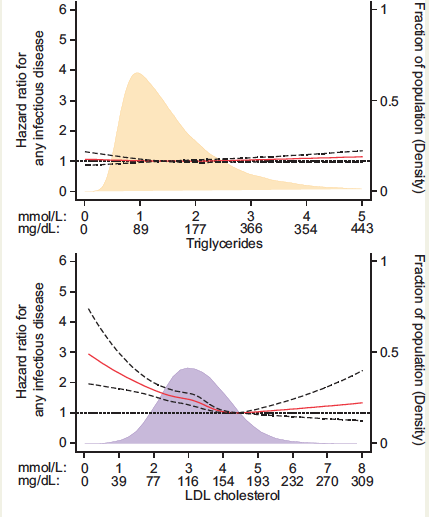 Hazard ratio for
any infectious disease
6
5
4
3
2
1
0
1
0.5
0
Fraction of population (Density)
mmol/L: 0 1 2 3 4 5
mg/dL: 0 89 177 366 354 443
Triglycerides
Hazard ratio for
any infectious disease
6
5
4
3
2
1
0
1
0.5
0
Fraction of population (Density)
mmol/L: 0 1 2 3 4 5 6 7 8
mg/dL: 0 39 77 116 154 193 232 270 309
LDL cholesterol